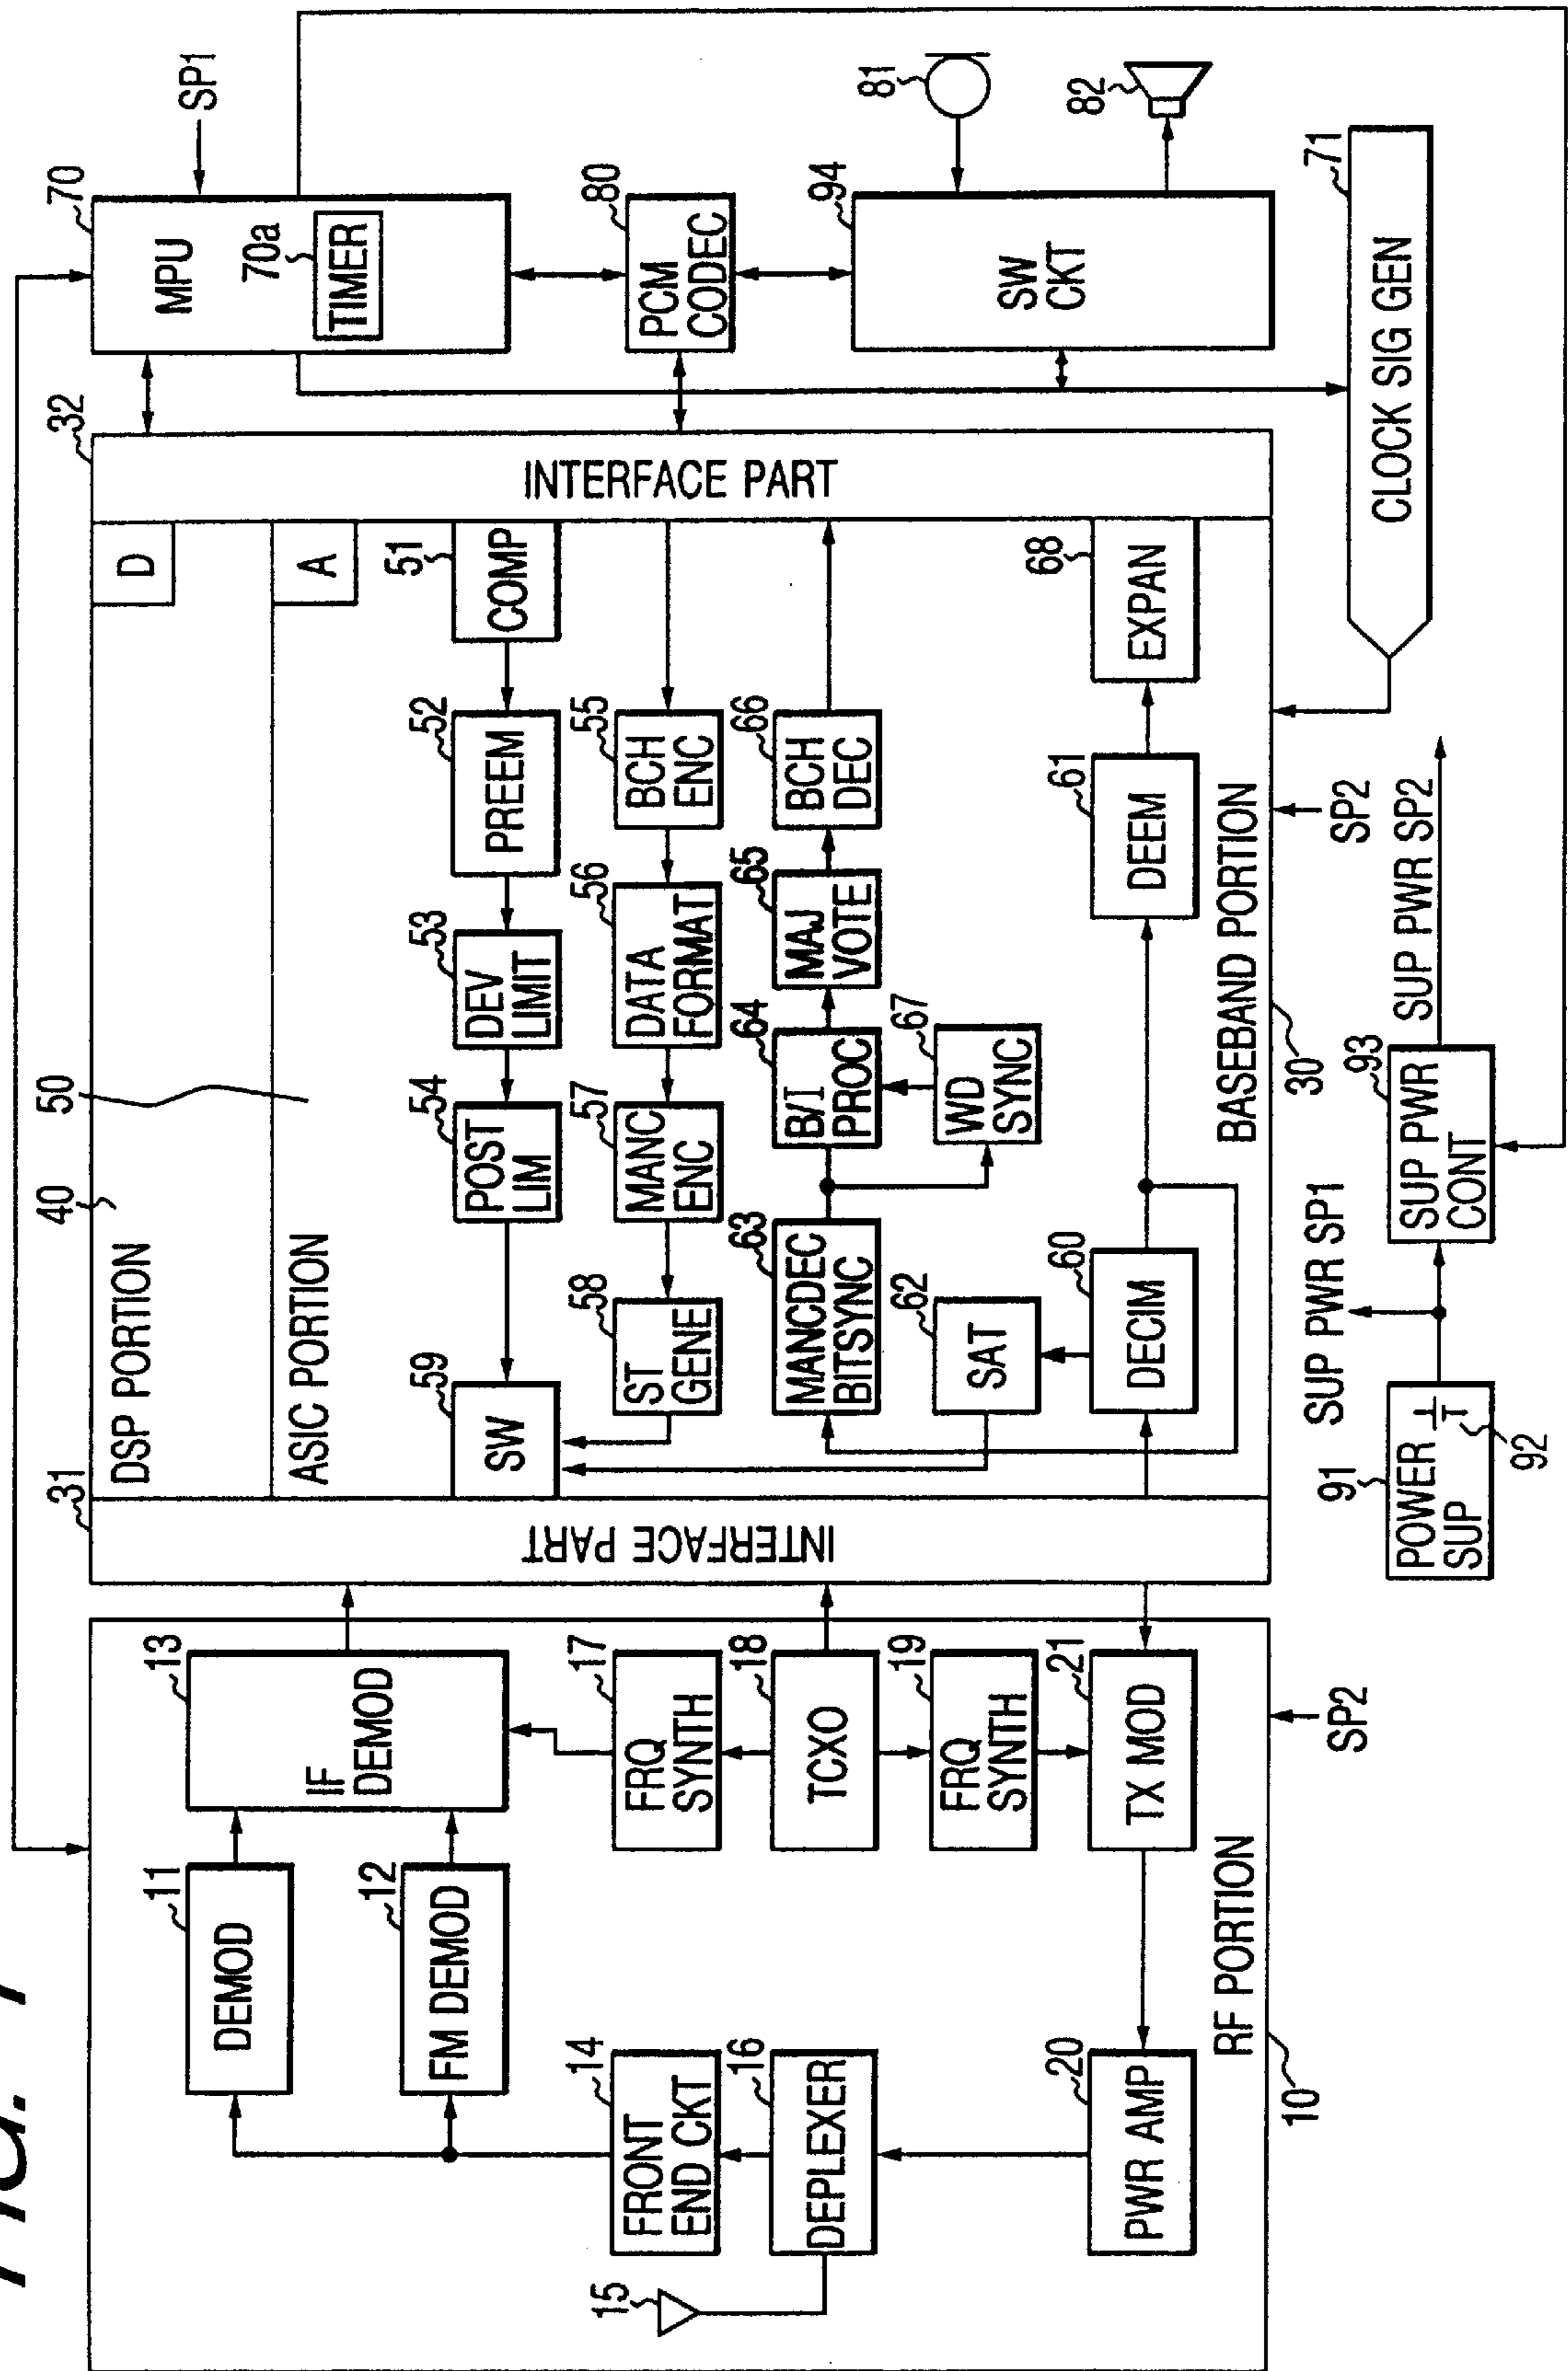 FIG. 1
RF PORTION
10
DEMOD
11
FM DEMOD
12
IF
DEMOD
13
FRONT
END CKT
14
15
DEPLEXER
16
FRQ
SYNTH
17
TCXO
18
FRQ
SYNTH
19
PWR AMP
20
TX MOD
21
SP2
INTERFACE PART
31
DSP PORTION
40
D
ASIC PORTION
50
A
COMP
51
PREEM
52
DEV
LIMIT
53
POST
LIM
54
SW
59
BCH
ENC
55
DATA
FORMAT
56
MANC
ENC
57
ST
GENE
58
MANCDEC
BITSYNC
63
B/I
PROC
64
MAJ
VOTE
65
BCH
DEC
66
WD
SYNC
67
SAT
62
DECIM
60
DEEM
61
EXPAN
68
BASEBAND PORTION
30
SP2
INTERFACE PART
32
MPU
70
TIMER
70a
SP1
PCM
CODEC
80
SW
CKT
94
81
82
CLOCK SIG GEN
71
POWER
SUP
91
92
SUP PWR SP1
SUP PWR
CONT
93
SUP PWR SP2